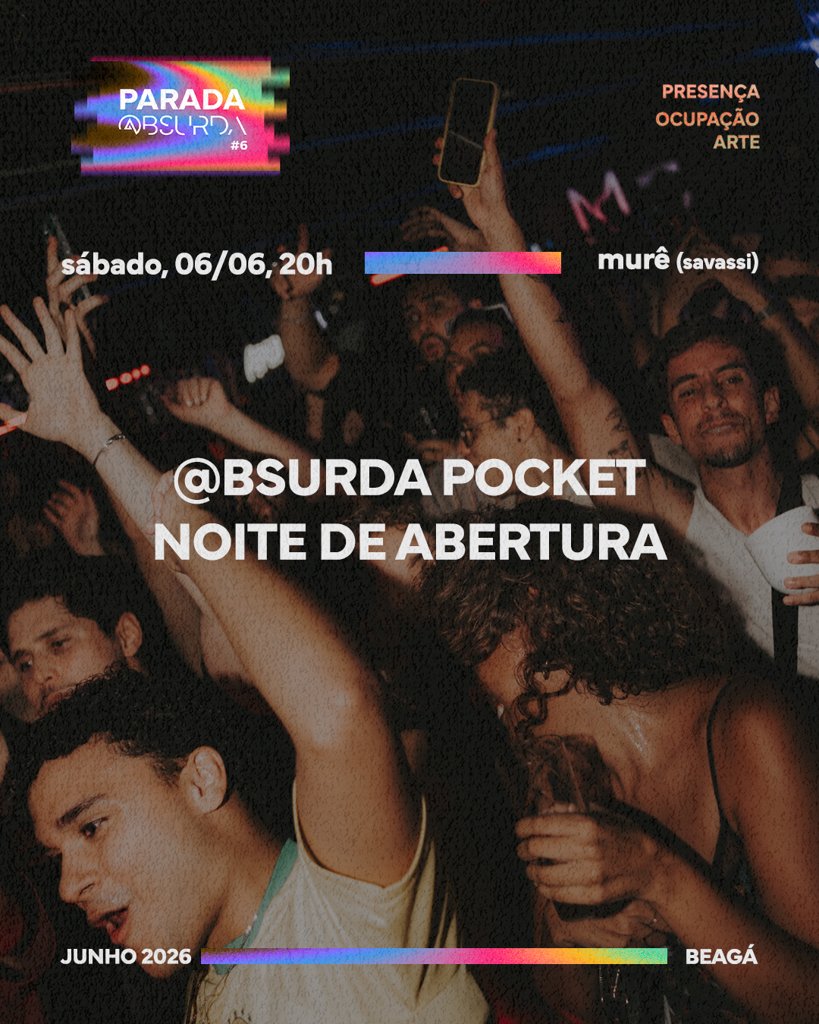 PARADA
@BSURDA
#6
PRESENÇA
OCUPAÇÃO
ARTE
sábado, 06/06, 20h
murê (savassi)
@BSURDA POCKET
NOITE DE ABERTURA
JUNHO 2026
BEAGÁ